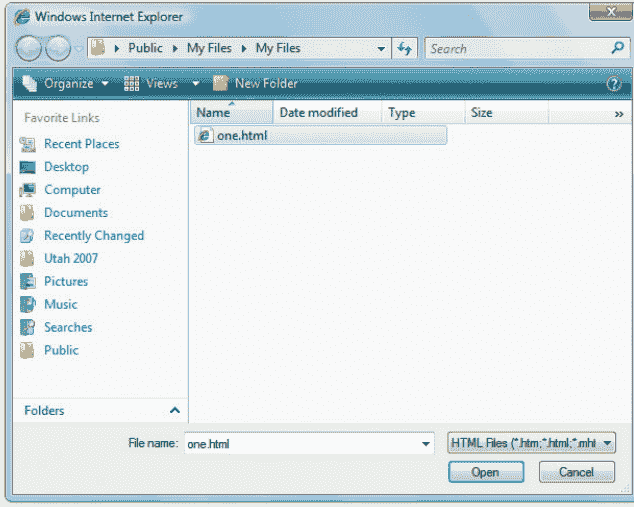 Windows Internet Explorer
Public ▸ My Files ▸ My Files
Search
Organize Views New Folder
Favorite Links
Name Date modified Type Size »
one.html
Recent Places
Desktop
Computer
Documents
Recently Changed
Utah 2007
Pictures
Music
Searches
Public
Folders
File name: one.html HTML Files (*.htm;*.html;*.mht
Open Cancel